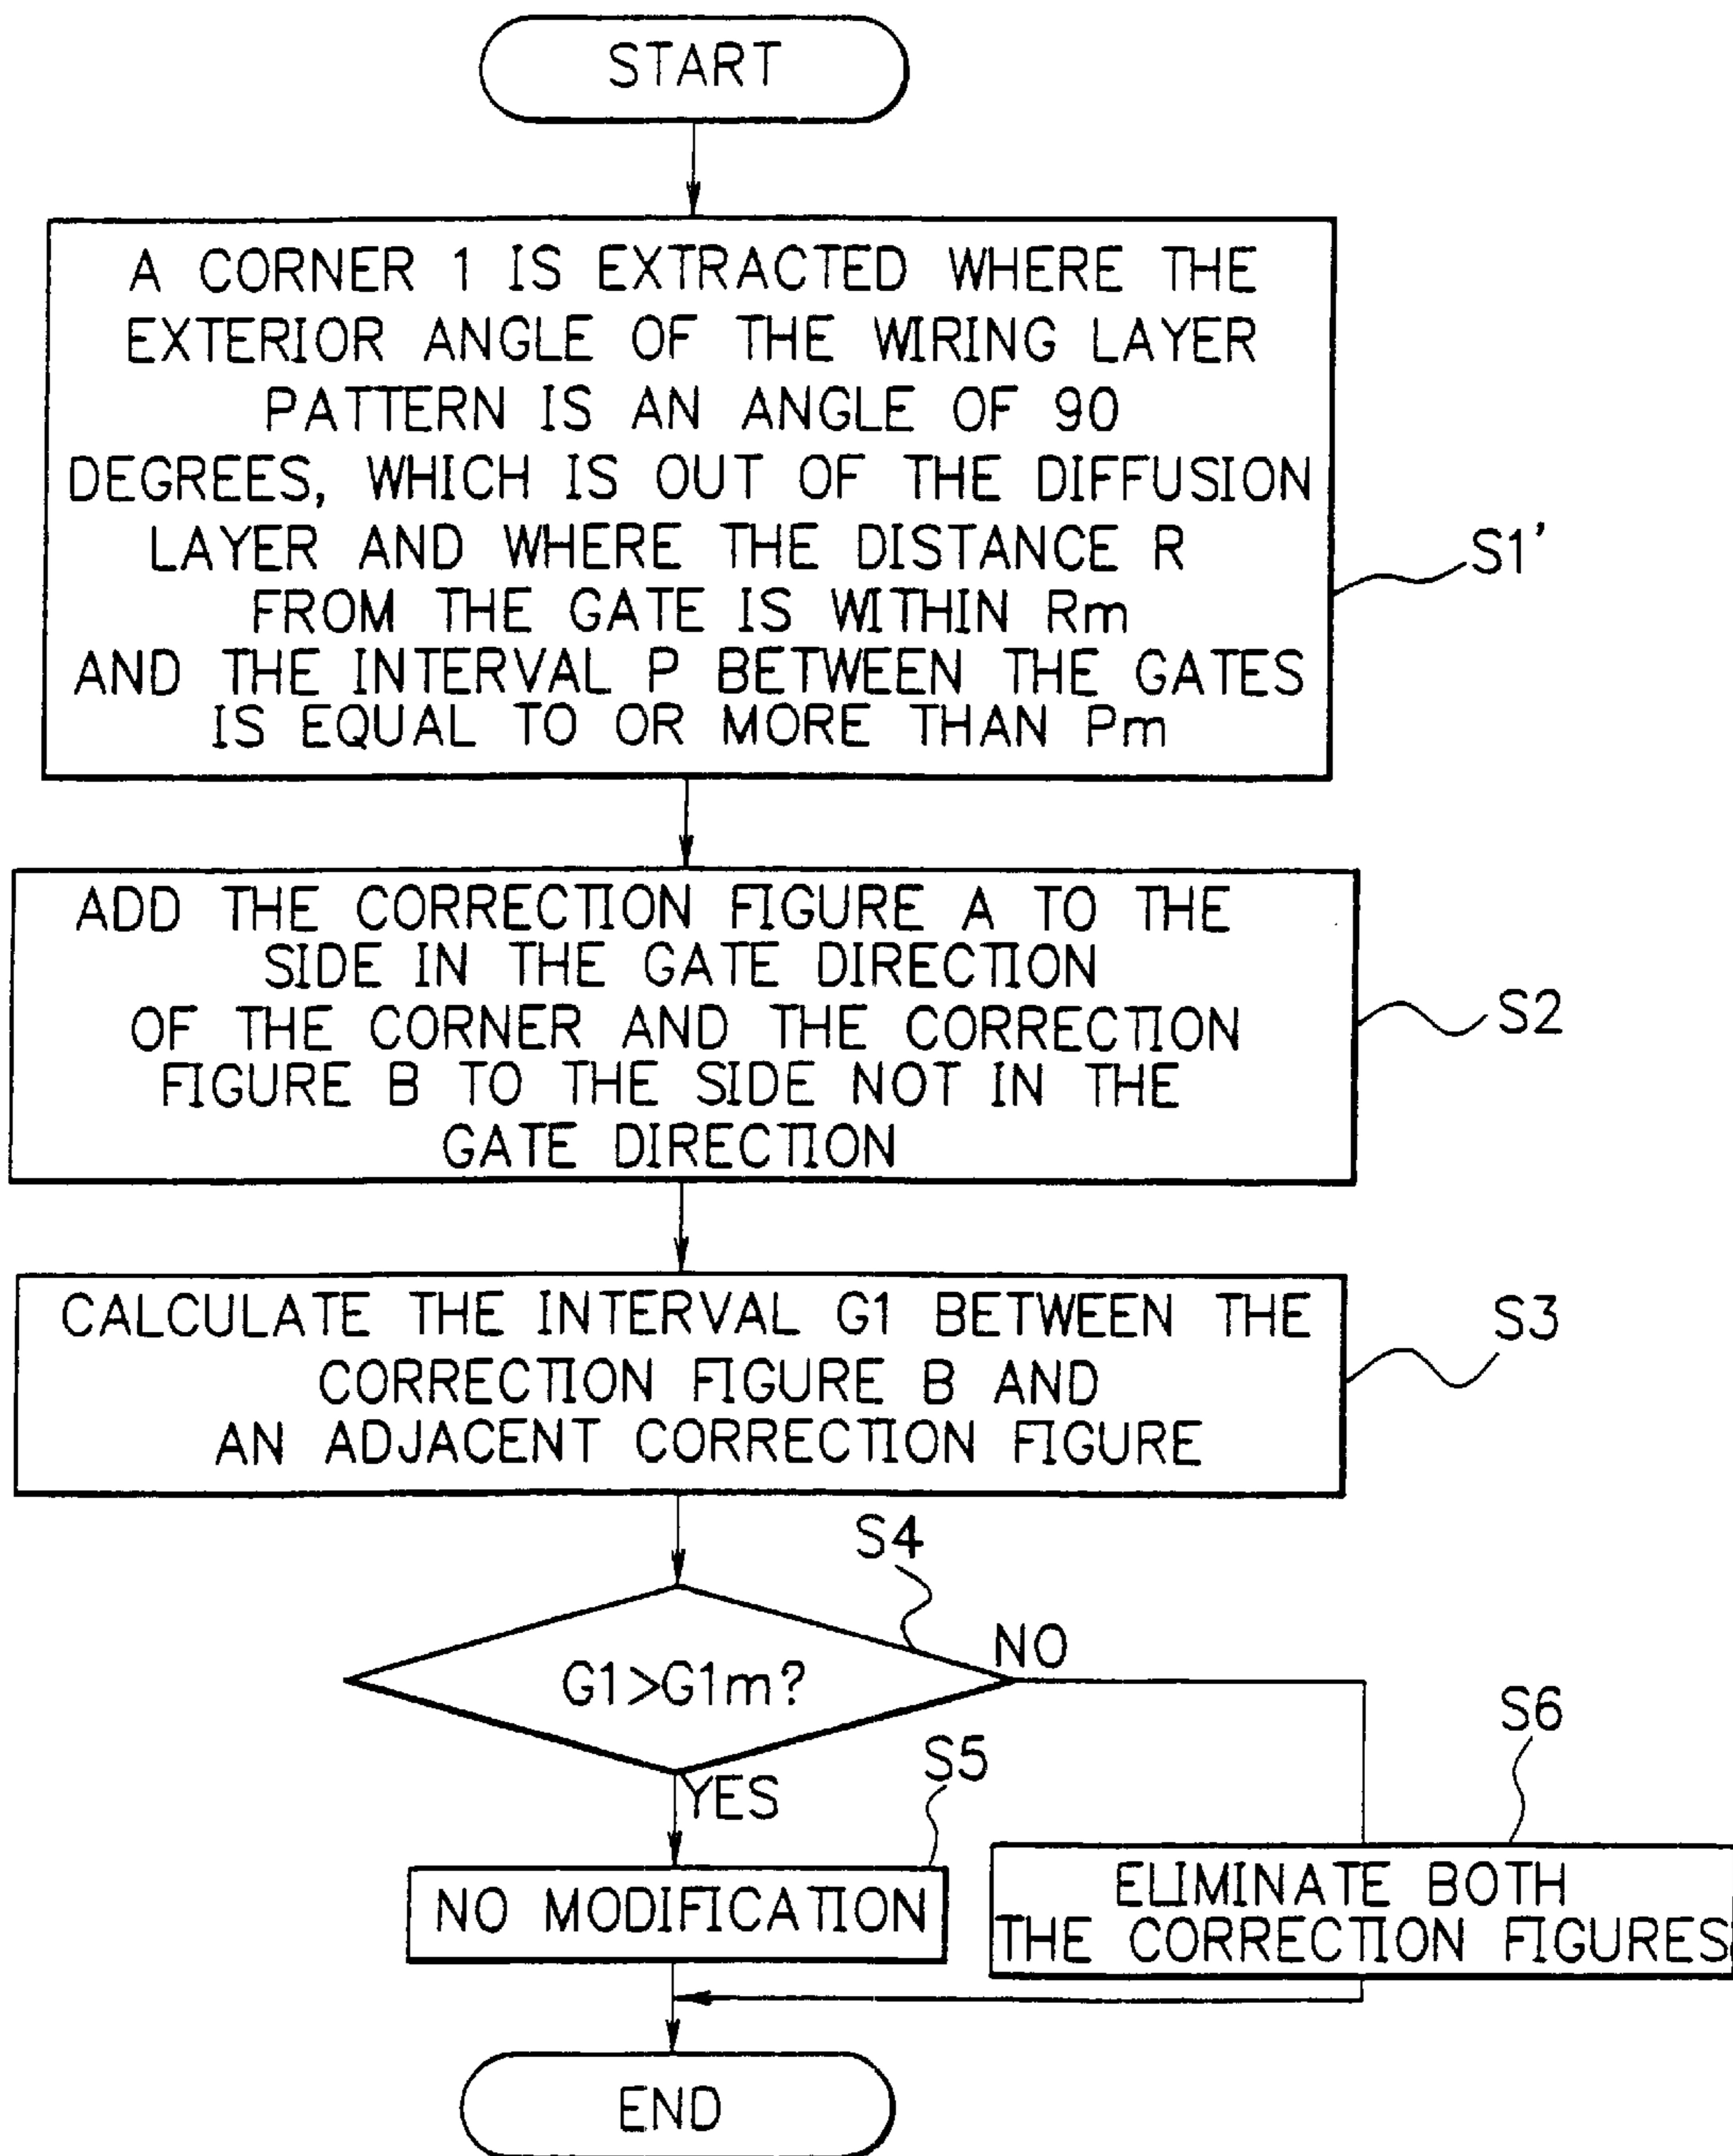 START
A CORNER 1 IS EXTRACTED WHERE THE
EXTERIOR ANGLE OF THE WIRING LAYER
PATTERN IS AN ANGLE OF 90
DEGREES, WHICH IS OUT OF THE DIFFUSION
LAYER AND WHERE THE DISTANCE R
FROM THE GATE IS WITHIN Rm
AND THE INTERVAL P BETWEEN THE GATES
IS EQUAL TO OR MORE THAN Pm
S1'
ADD THE CORRECTION FIGURE A TO THE
SIDE IN THE GATE DIRECTION
OF THE CORNER AND THE CORRECTION
FIGURE B TO THE SIDE NOT IN THE
GATE DIRECTION
S2
CALCULATE THE INTERVAL G1 BETWEEN THE
CORRECTION FIGURE B AND
AN ADJACENT CORRECTION FIGURE
S3
S4
G1>G1m?
NO
YES
S5
NO MODIFICATION
S6
ELIMINATE BOTH
THE CORRECTION FIGURES
END